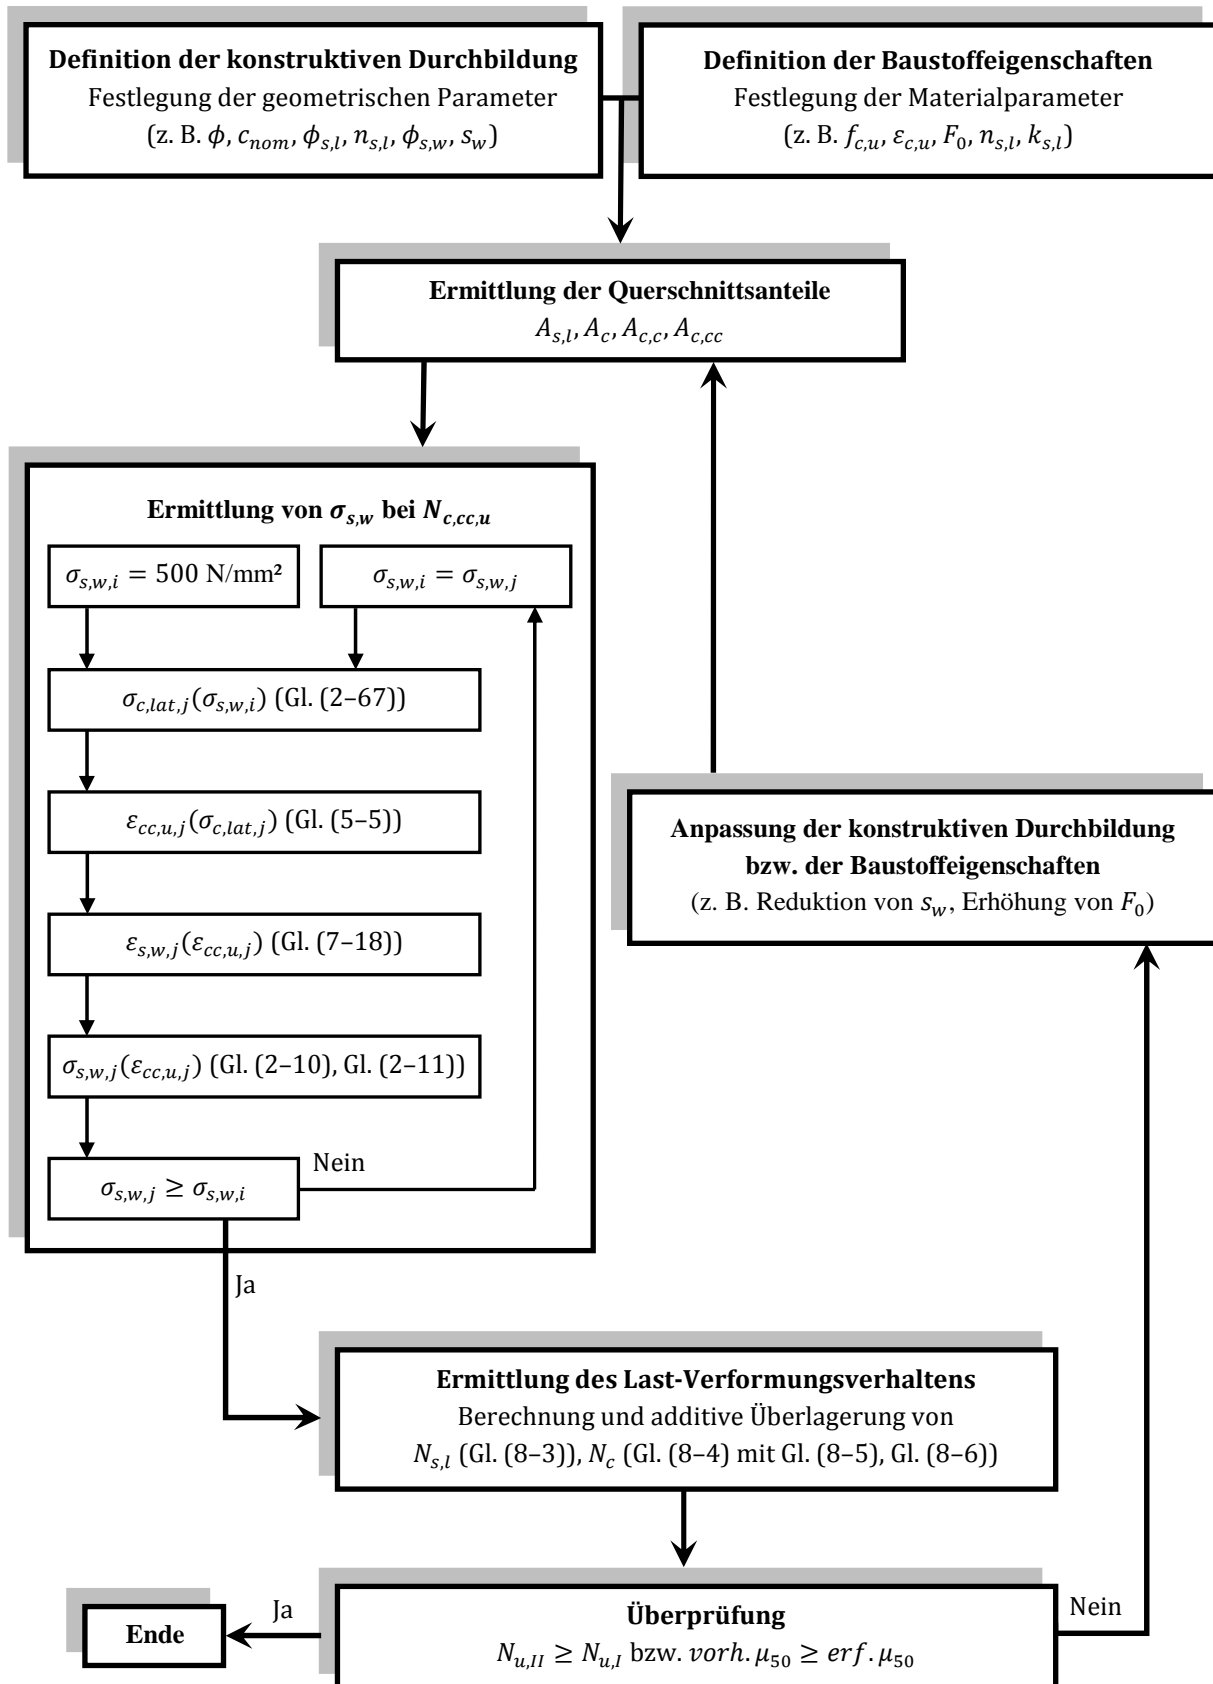 Definition der konstruktiven Durchbildung
Festlegung der geometrischen Parameter
(z. B. ϕ, c_nom, ϕ_s,l, n_s,l, ϕ_s,w, s_w)
Definition der Baustoffeigenschaften
Festlegung der Materialparameter
(z. B. f_c,u, ε_c,u, F_0, n_s,l, k_s,l)
Ermittlung der Querschnittsanteile
A_s,l, A_c, A_c,c, A_c,cc
Ermittlung von σ_s,w bei N_c,cc,u
σ_s,w,i = 500 N/mm²
σ_s,w,i = σ_s,w,j
σ_c,lat,j(σ_s,w,i) (Gl. (2–67))
ε_cc,u,j(σ_c,lat,j) (Gl. (5–5))
ε_s,w,j(ε_cc,u,j) (Gl. (7–18))
σ_s,w,j(ε_cc,u,j) (Gl. (2–10), Gl. (2–11))
σ_s,w,j ≥ σ_s,w,i
Nein
Ja
Anpassung der konstruktiven Durchbildung
bzw. der Baustoffeigenschaften
(z. B. Reduktion von s_w, Erhöhung von F_0)
Ermittlung des Last-Verformungsverhaltens
Berechnung und additive Überlagerung von
N_s,l (Gl. (8–3)), N_c (Gl. (8–4) mit Gl. (8–5), Gl. (8–6))
Überprüfung
N_u,II ≥ N_u,I bzw. vorh. μ_50 ≥ erf. μ_50
Nein
Ja
Ende